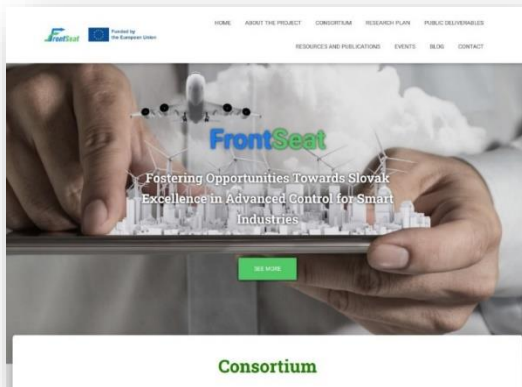 FrontSeat
Funded by
the European Union
HOME ABOUT THE PROJECT CONSORTIUM RESEARCH PLAN PUBLIC DELIVERABLES
RESOURCES AND PUBLICATIONS EVENTS BLOG CONTACT
FrontSeat
Fostering Opportunities Towards Slovak
Excellence in Advanced Control for Smart
Industries
SEE MORE
Consortium